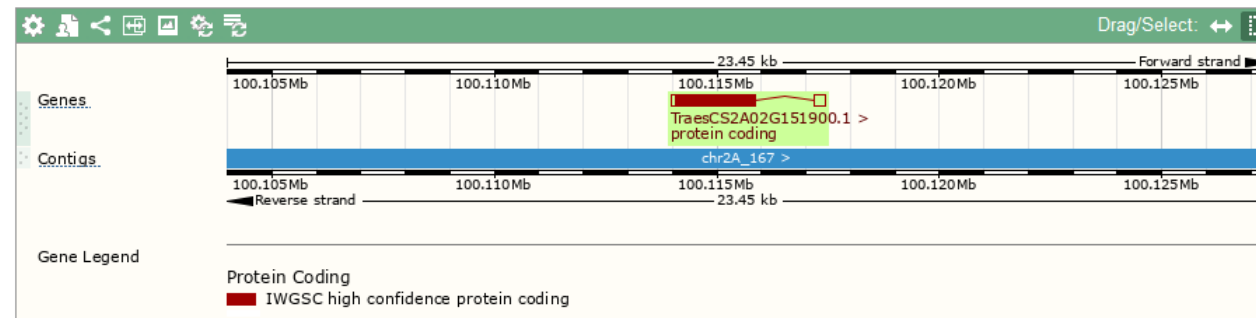 Drag/Select:
23.45 kb Forward strand
100.105Mb 100.110Mb 100.115Mb 100.120Mb 100.125Mb
Genes
TraesCS2A02G151900.1 >
protein coding
Contigs chr2A_167 >
100.105Mb 100.110Mb 100.115Mb 100.120Mb 100.125Mb
Reverse strand 23.45 kb
Gene Legend
Protein Coding
IWGSC high confidence protein coding